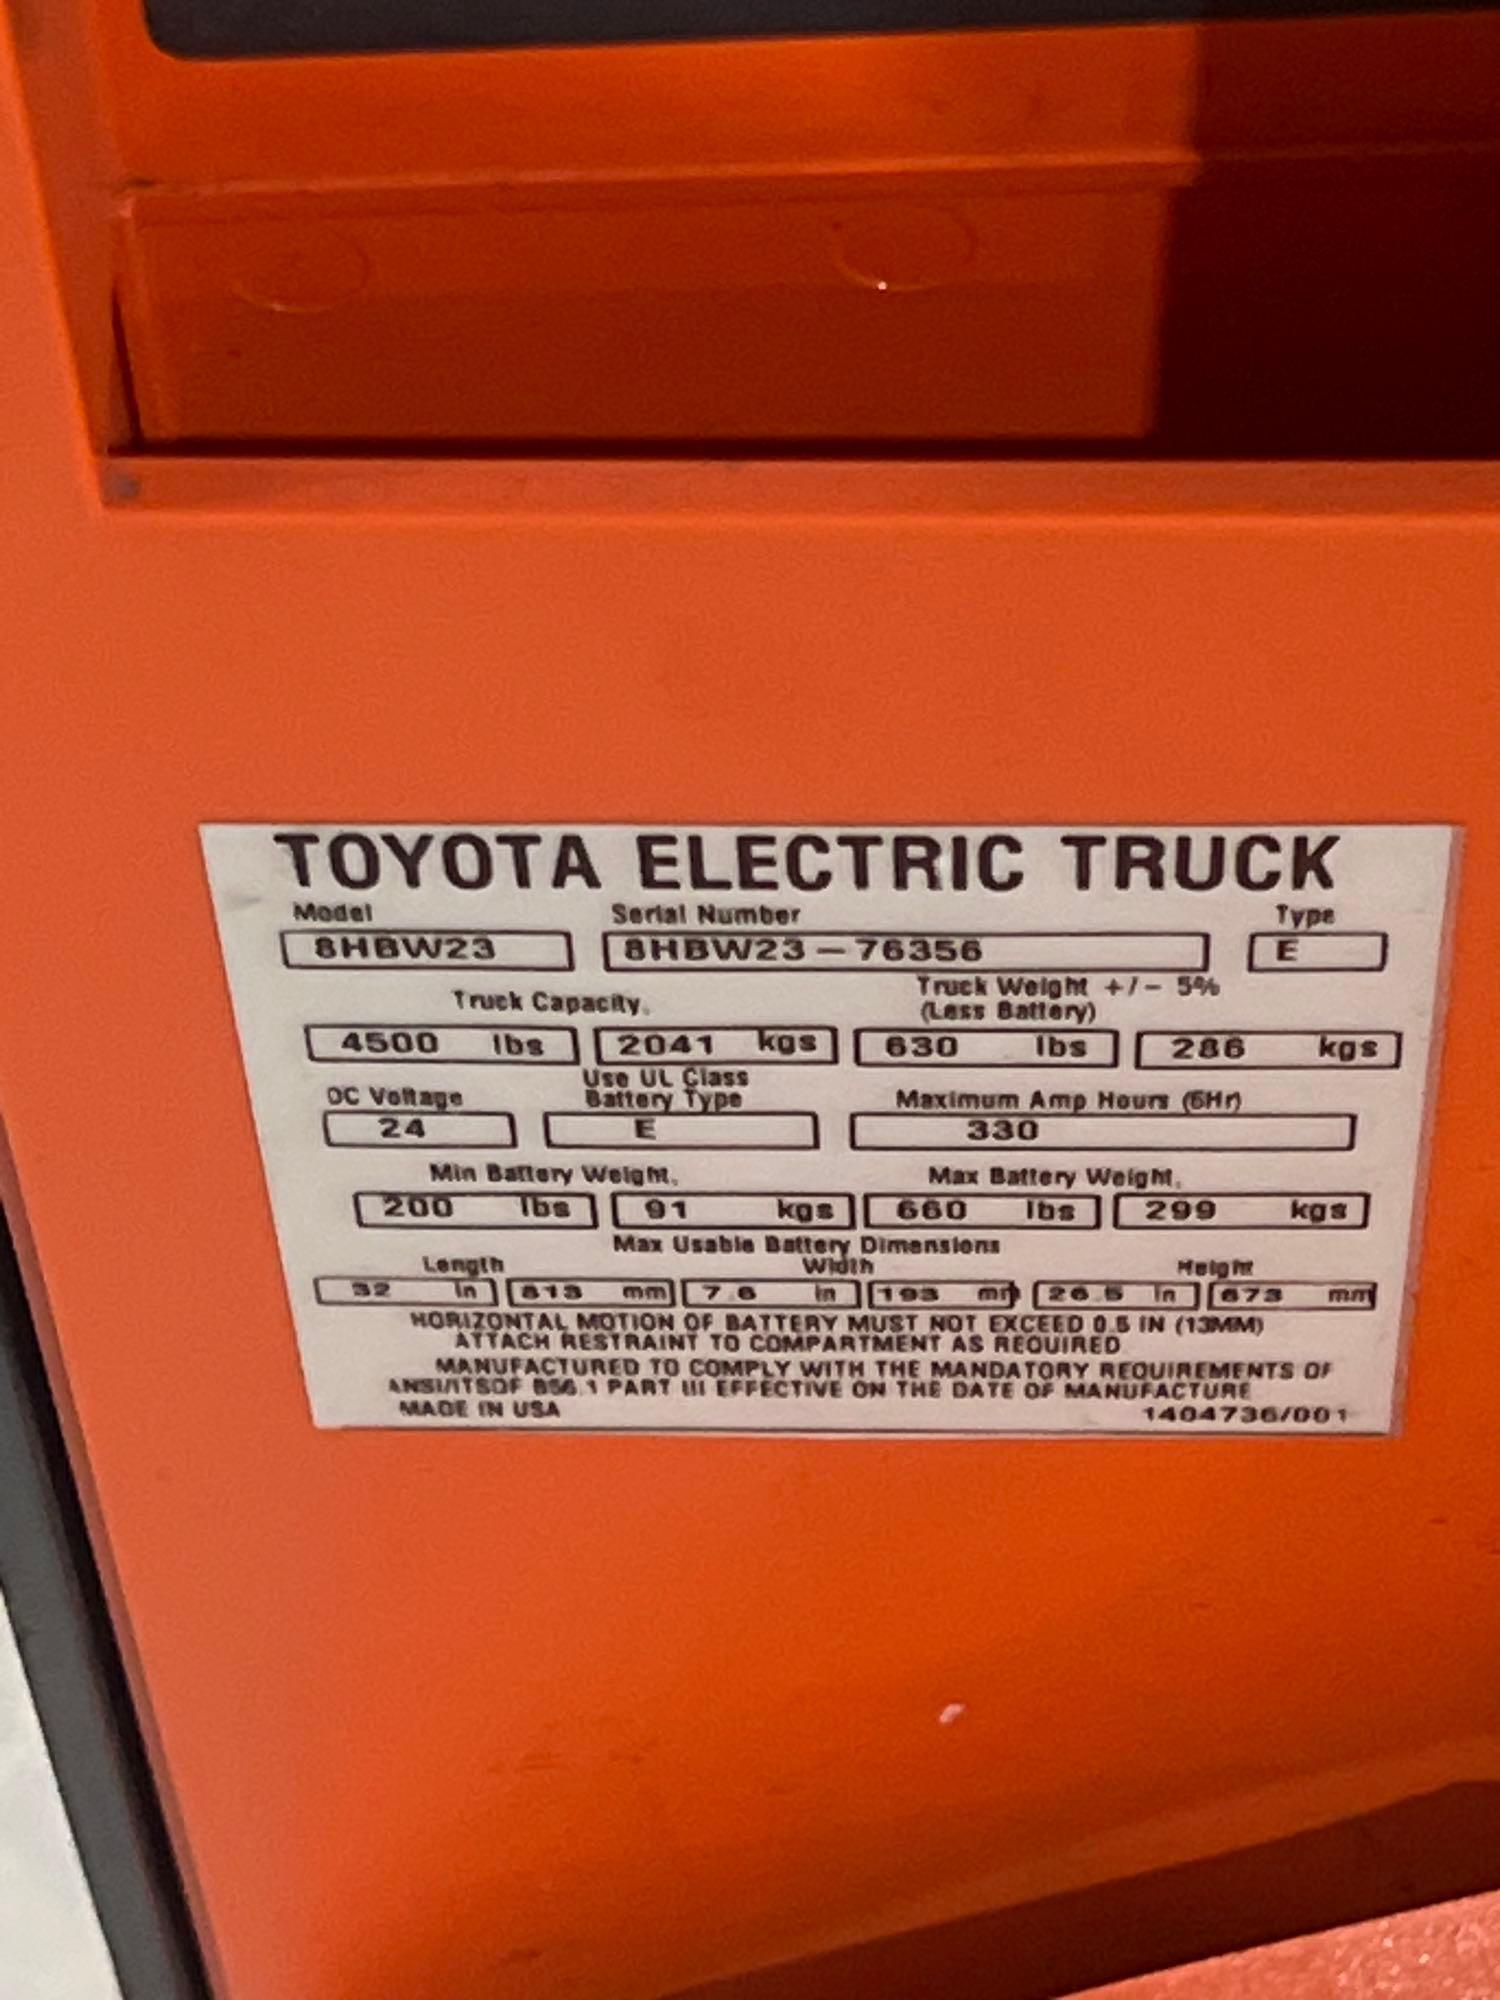 TOYOTA ELECTRIC TRUCK
Model Serial Number Type
8HBW23 8HBW23-76356 E
Truck Capacity. Truck Weight +/- 5%
(Less Battery)
4500 lbs 2041 kgs 630 lbs 286 kgs
DC Voltage Use UL Class Battery Type Maximum Amp Hours (6Hr)
24 E 330
Min Battery Weight. Max Battery Weight.
200 lbs 91 kgs 660 lbs 299 kgs
Max Usable Battery Dimensions
Length Width Height
32 in 813 mm 7.6 in 193 mm 26.5 in 673 mm
HORIZONTAL MOTION OF BATTERY MUST NOT EXCEED 0.5 IN (13MM)
ATTACH RESTRAINT TO COMPARTMENT AS REQUIRED
MANUFACTURED TO COMPLY WITH THE MANDATORY REQUIREMENTS OF
ANSI/ITSDF B56.1 PART III EFFECTIVE ON THE DATE OF MANUFACTURE
MADE IN USA 1404736/001